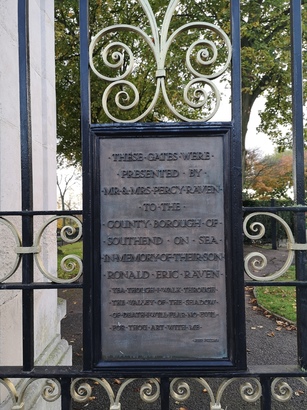 ·THESE·GATES·WERE·
·PRESENTED·BY·
·MR·&·MRS·PERCY·RAVEN·
·TO·THE·
·COUNTY·BOROUGH·OF·
·SOUTHEND·ON·SEA·
·IN·MEMORY·OF·THEIR·SON·
·RONALD·ERIC·RAVEN·
·YEA·THOUGH·I·WALK·THROUGH·
·THE·VALLEY·OF·THE·SHADOW·
·OF·DEATH·I·WILL·FEAR·NO·EVIL·
·FOR·THOU·ART·WITH·ME·